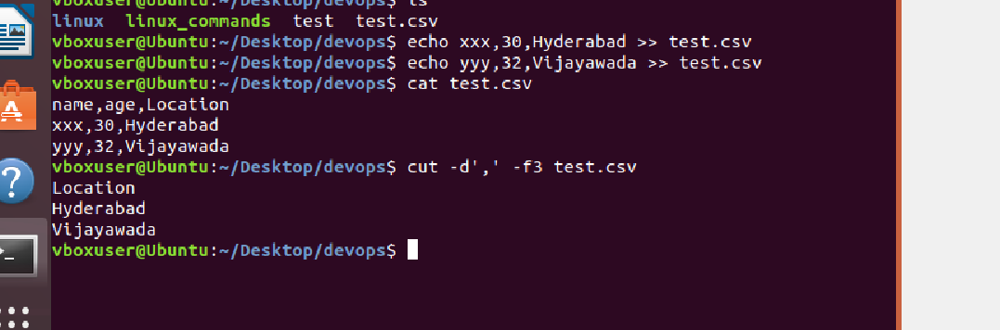 vboxuser@Ubuntu:~/Desktop/devops$ ls
linux  linux_commands  test  test.csv
vboxuser@Ubuntu:~/Desktop/devops$ echo xxx,30,Hyderabad >> test.csv
vboxuser@Ubuntu:~/Desktop/devops$ echo yyy,32,Vijayawada >> test.csv
vboxuser@Ubuntu:~/Desktop/devops$ cat test.csv
name,age,Location
xxx,30,Hyderabad
yyy,32,Vijayawada
vboxuser@Ubuntu:~/Desktop/devops$ cut -d',' -f3 test.csv
Location
Hyderabad
Vijayawada
vboxuser@Ubuntu:~/Desktop/devops$